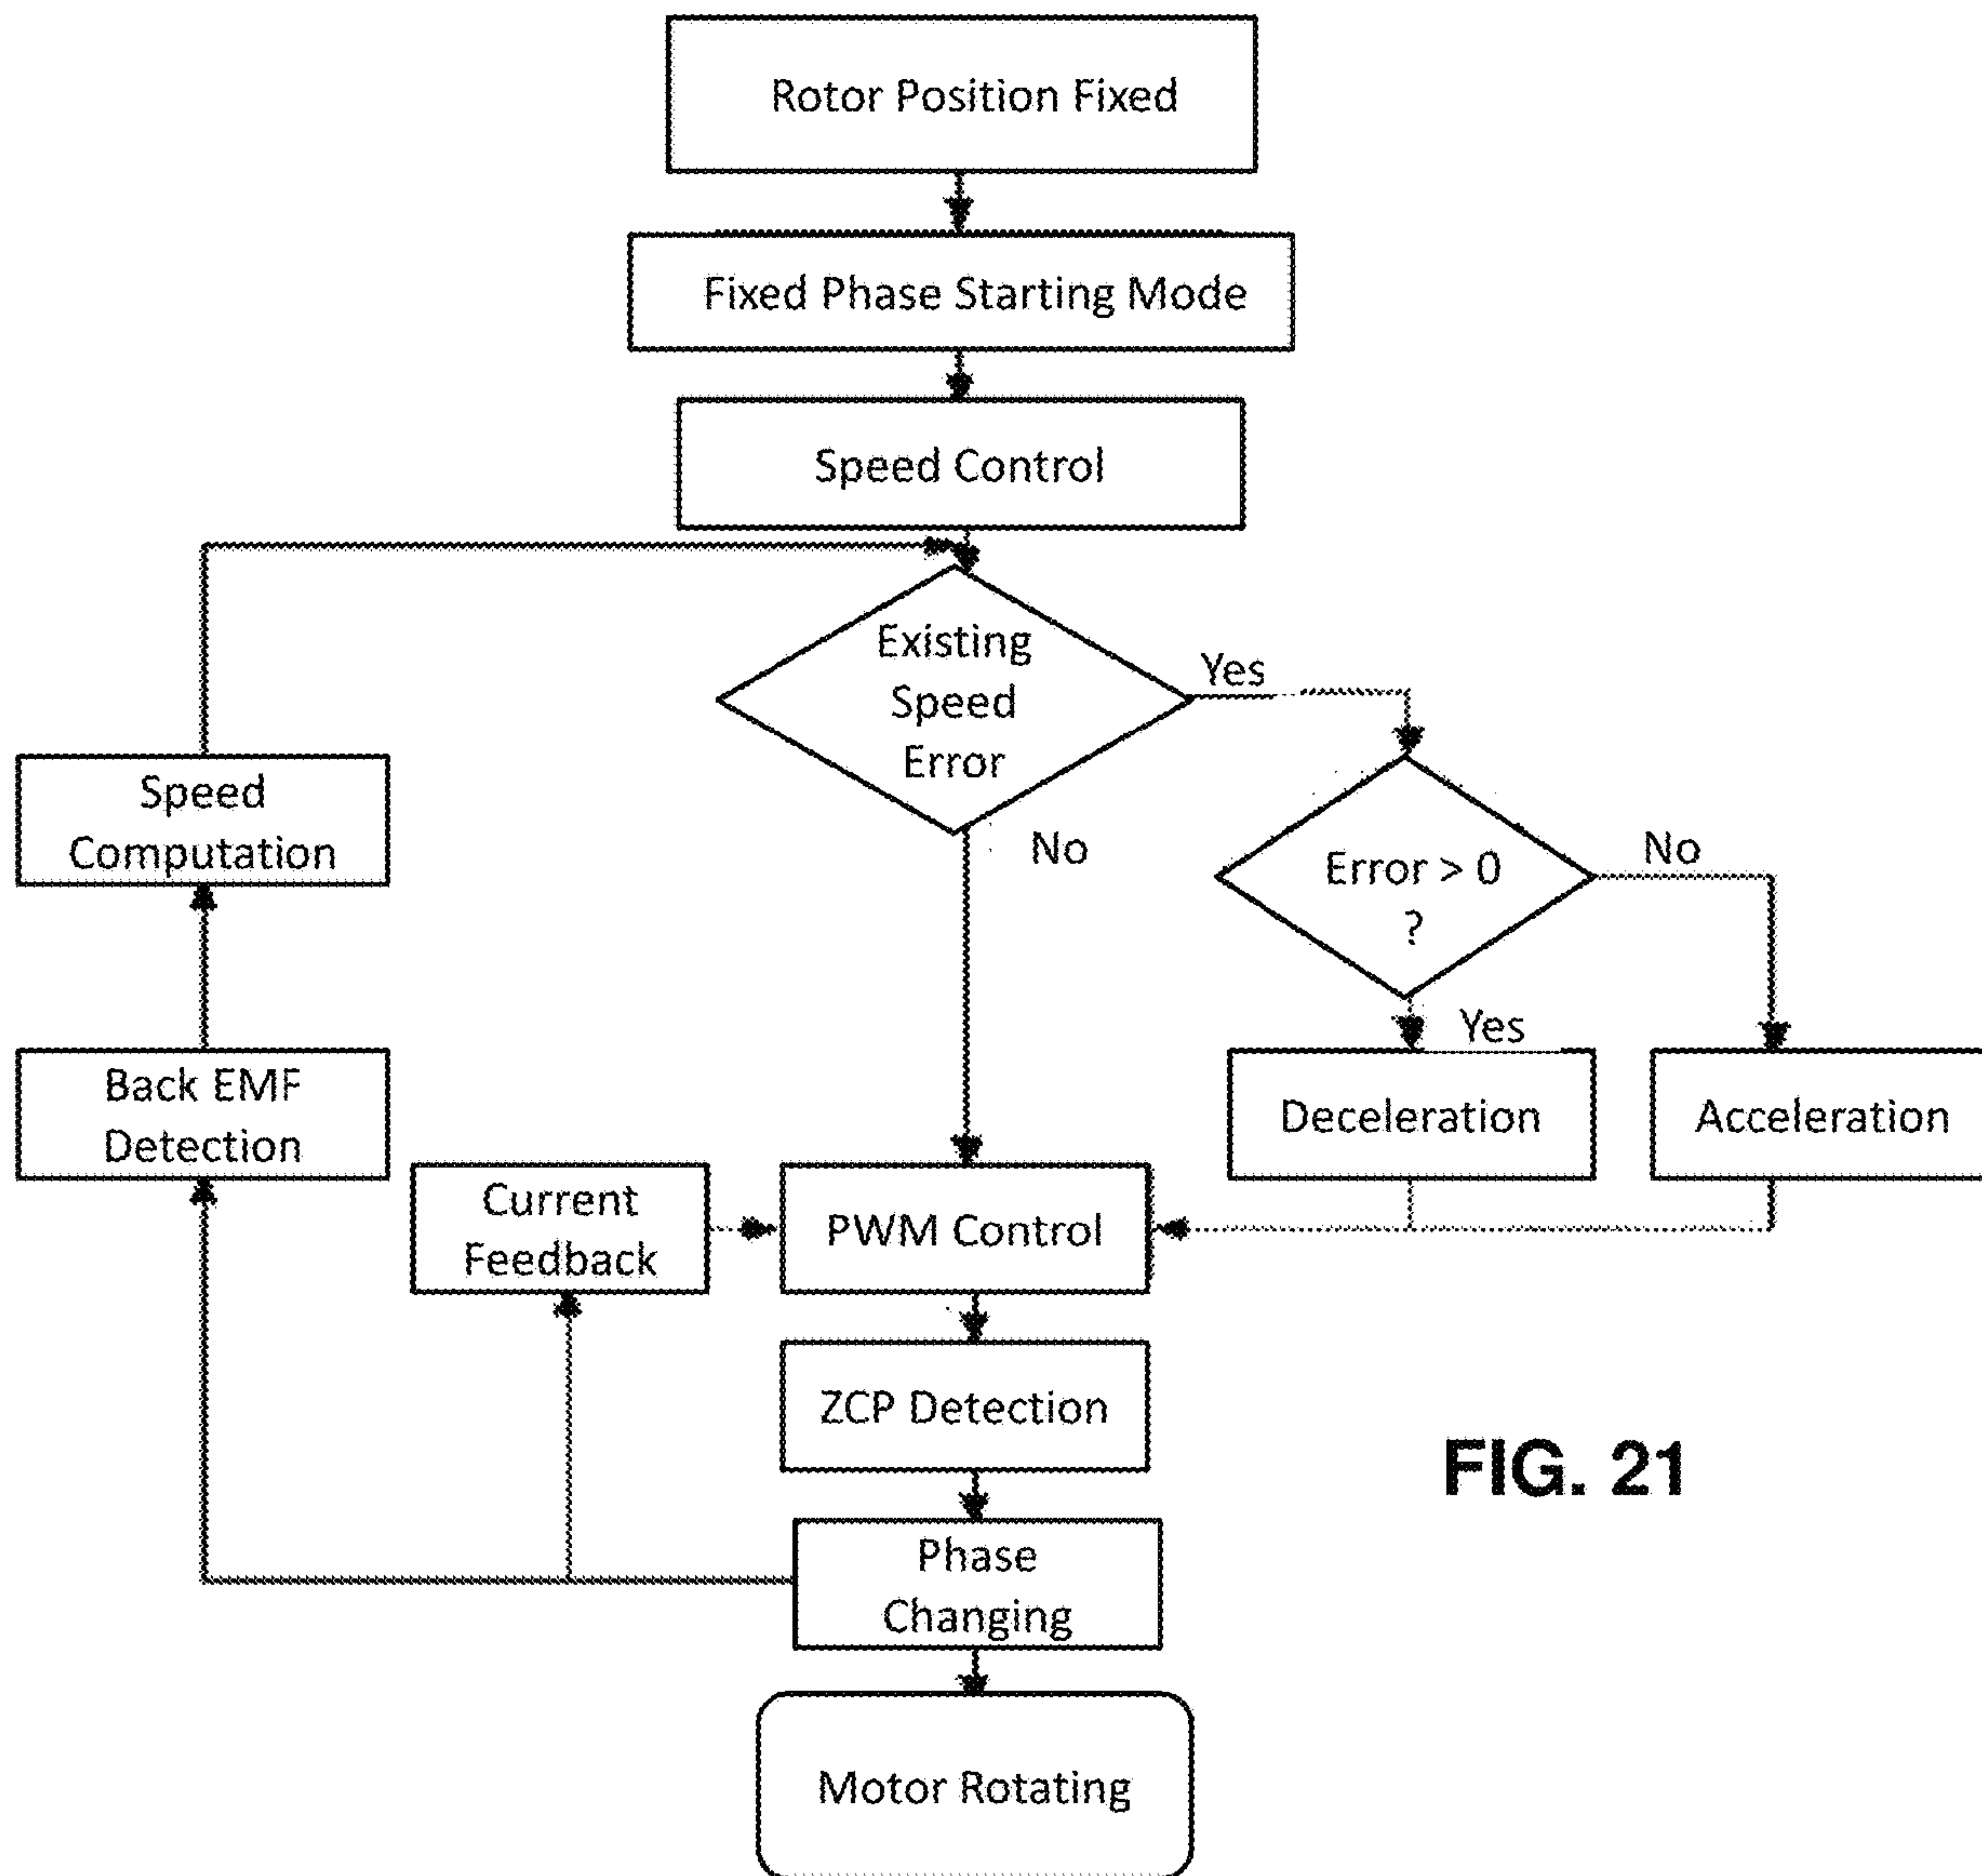 Rotor Position Fixed
Fixed Phase Starting Mode
Speed Control
Existing
Speed
Error
Yes
No
Error > 0
?
No
Yes
Speed
Computation
Back EMF
Detection
Deceleration
Acceleration
Current
Feedback
PWM Control
ZCP Detection
Phase
Changing
Motor Rotating
FIG. 21